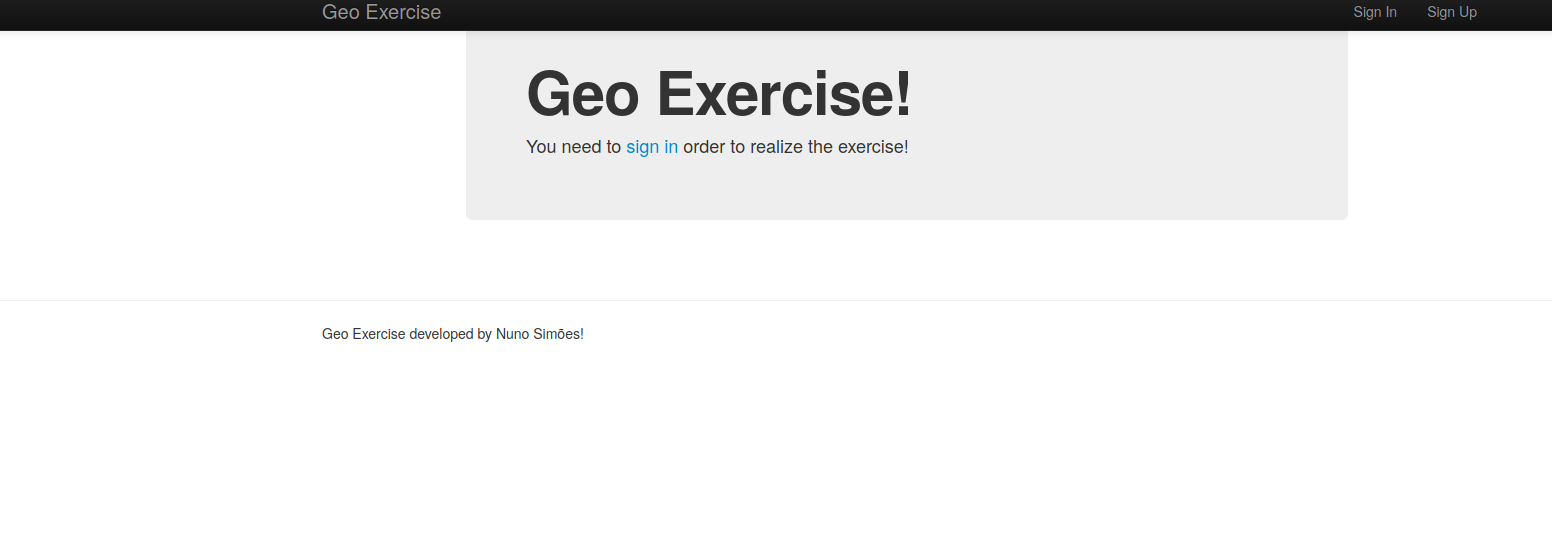 Geo Exercise Sign In Sign Up
Geo Exercise!
You need to sign in order to realize the exercise!
Geo Exercise developed by Nuno Simões!